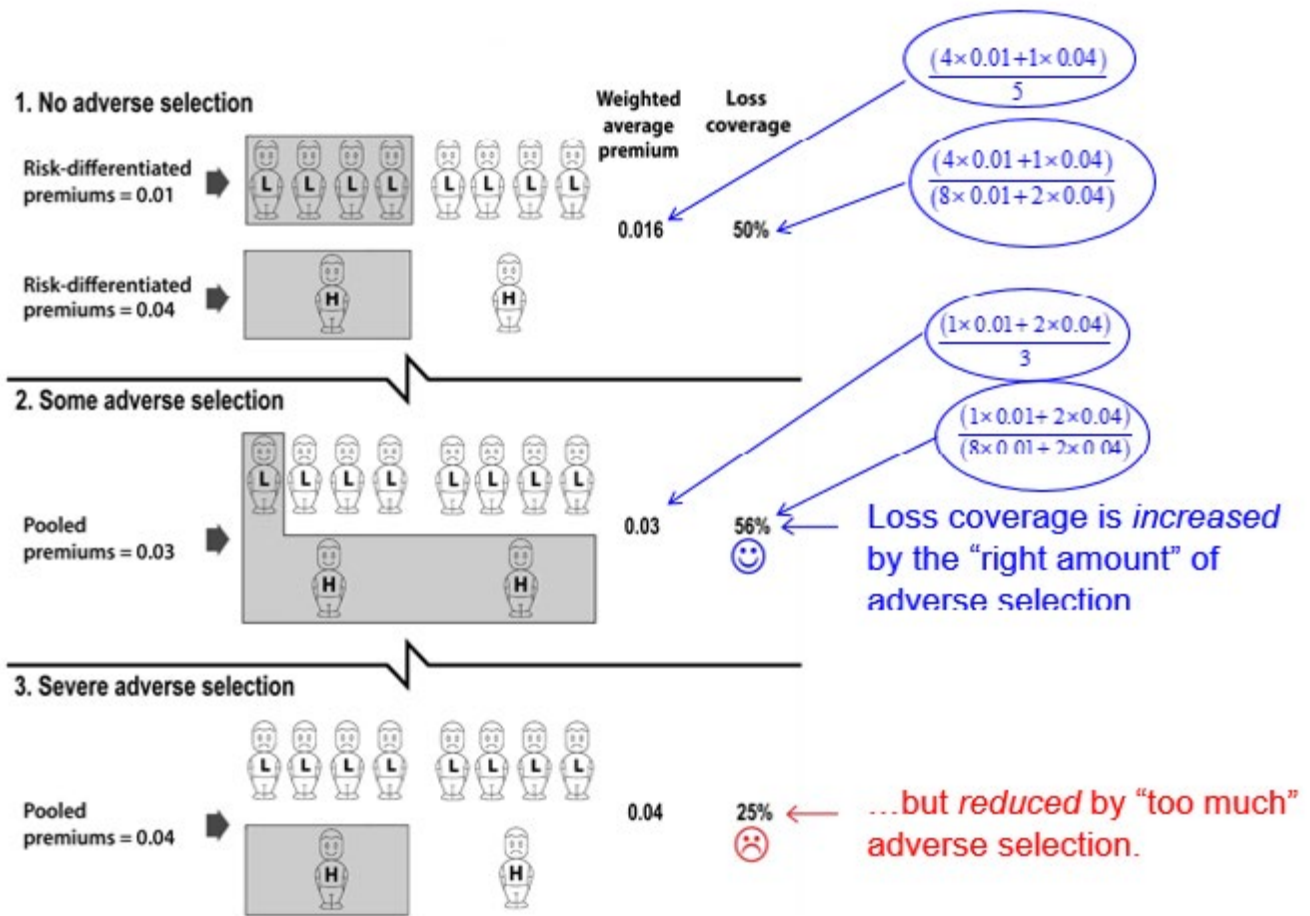 (4×0.01+1×0.04)
5
1. No adverse selection
Weighted
average
premium
Loss
coverage
Risk-differentiated
premiums = 0.01
L L L L L L L L
(4×0.01+1×0.04)
(8×0.01+2×0.04)
0.016 50%
Risk-differentiated
premiums = 0.04
H H
(1×0.01+2×0.04)
3
2. Some adverse selection
(1×0.01+2×0.04)
(8×0.01+2×0.04)
L L L L L L L L
Pooled
premiums = 0.03
0.03 56%
Loss coverage is increased
by the “right amount” of
adverse selection
H H
3. Severe adverse selection
L L L L L L L L
Pooled
premiums = 0.04
0.04 25%
…but reduced by “too much”
adverse selection.
H H